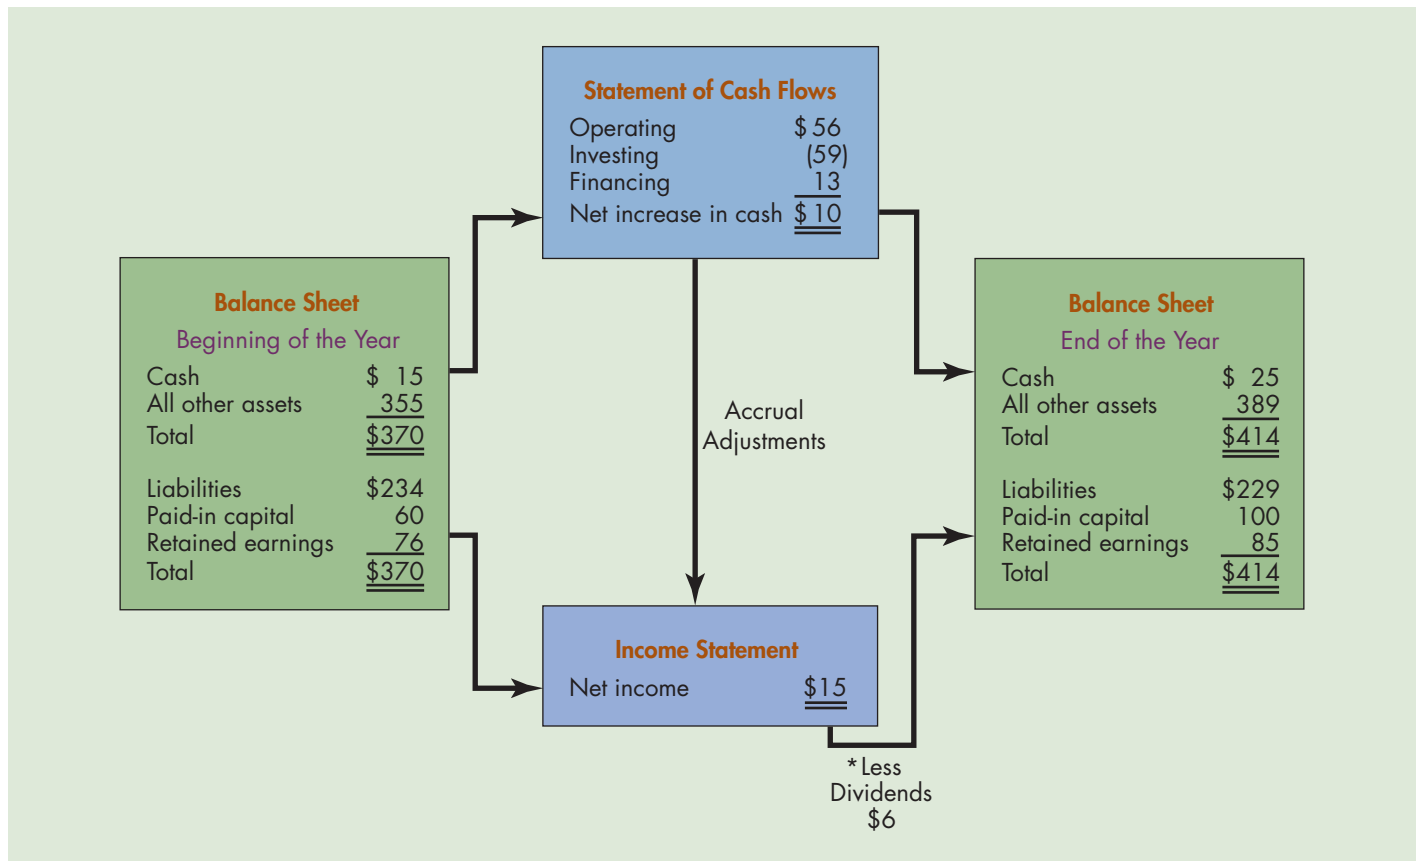 Statement of Cash Flows
Operating $ 56
Investing (59)
Financing 13
Net increase in cash $ 10
Balance Sheet
Beginning of the Year
Cash $ 15
All other assets 355
Total $370
Liabilities $234
Paid-in capital 60
Retained earnings 76
Total $370
Accrual
Adjustments
Balance Sheet
End of the Year
Cash $ 25
All other assets 389
Total $414
Liabilities $229
Paid-in capital 100
Retained earnings 85
Total $414
Income Statement
Net income $15
*Less
Dividends
$6